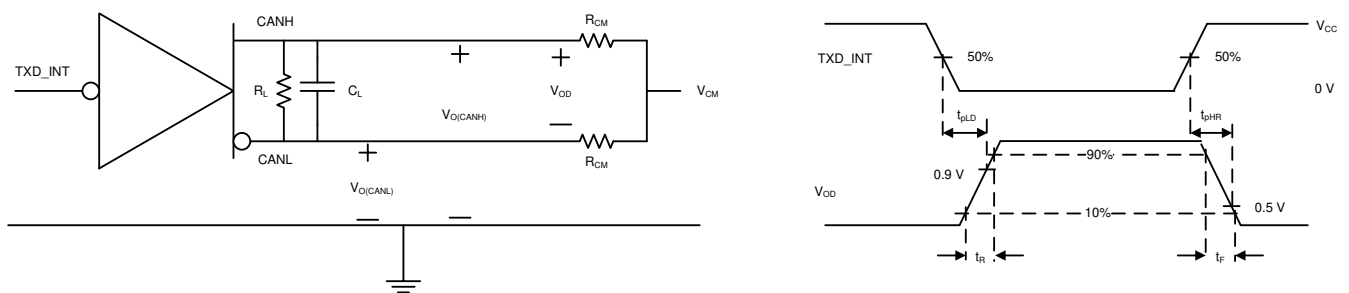 CANH
R_CM
TXD_INT
R_L
C_L
V_OD
V_CM
V_O(CANH)
CANL
R_CM
V_O(CANL)
V_CC
TXD_INT
50%
50%
0 V
t_pLD
t_pHR
90%
0.9 V
V_OD
10%
0.5 V
t_R
t_F